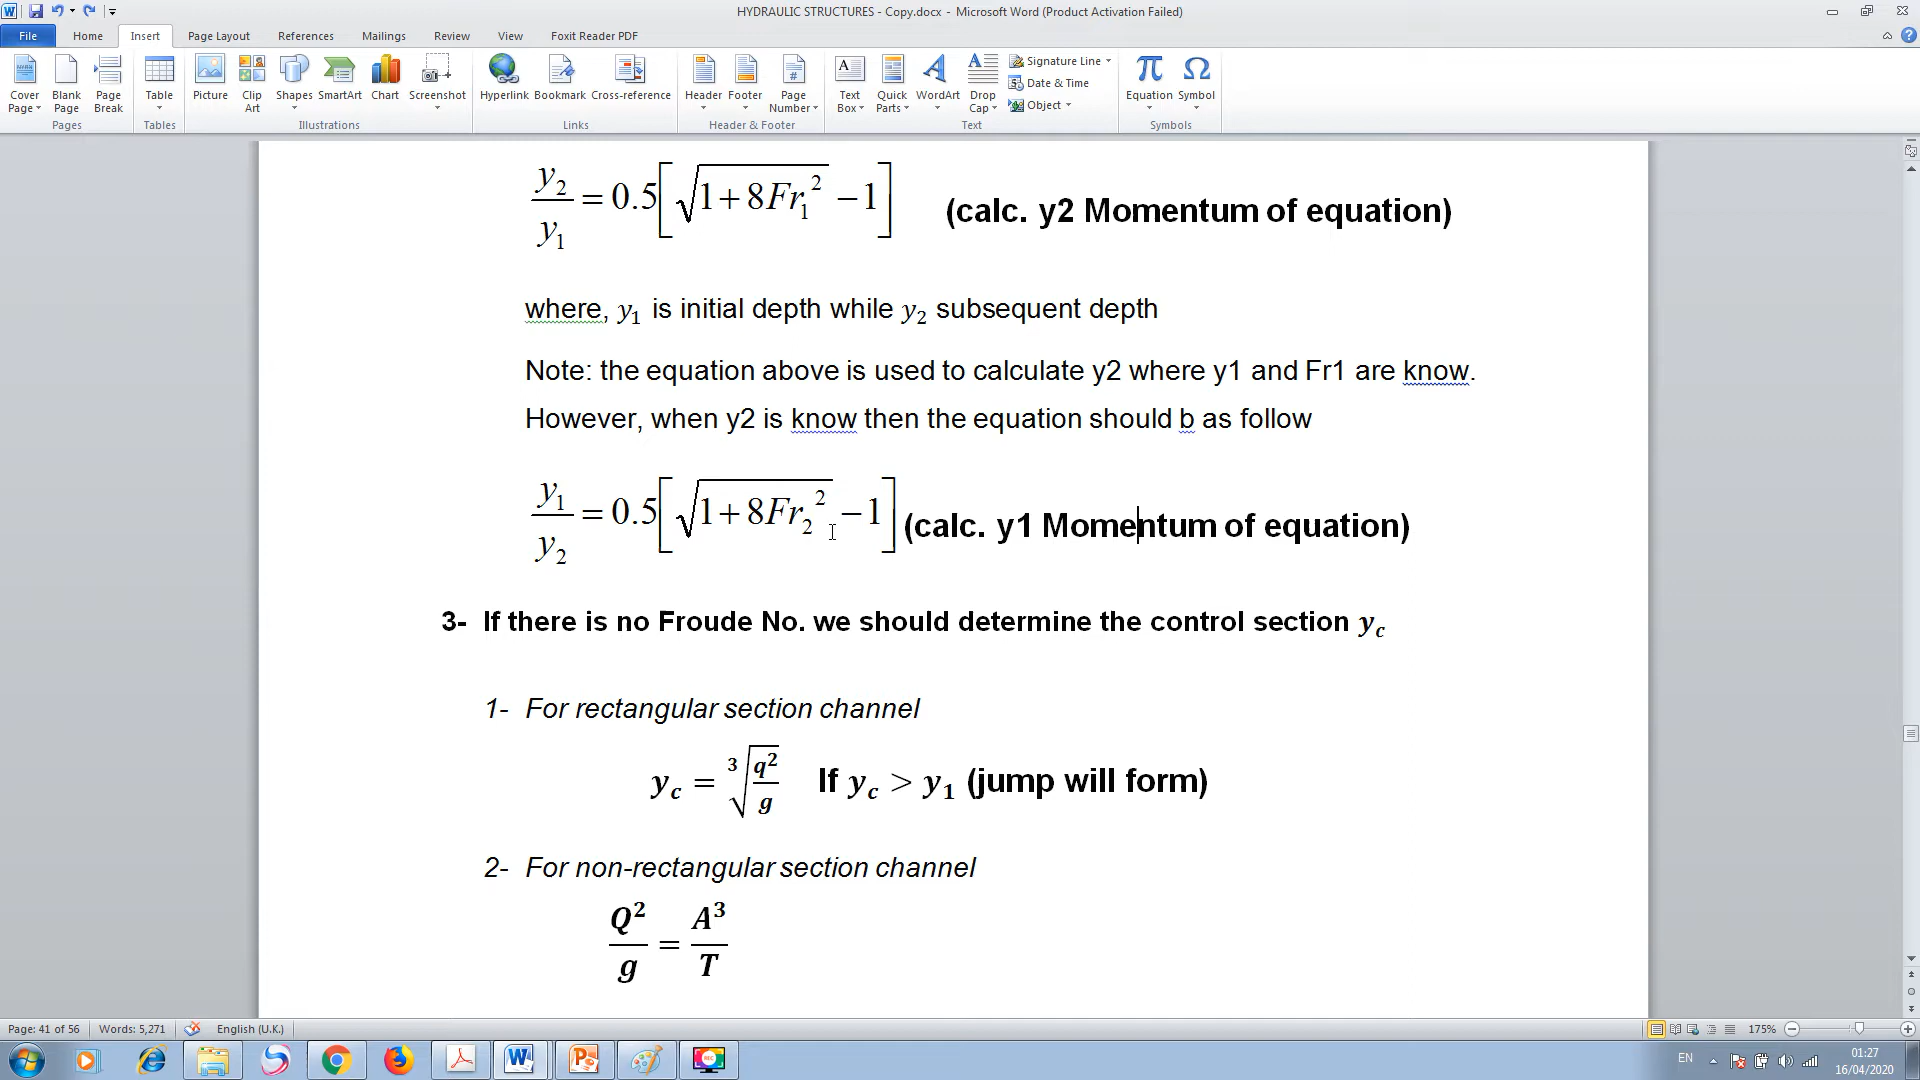 HYDRAULIC STRUCTURES - Copy.docx - Microsoft Word (Product Activation Failed)
File Home Insert Page Layout References Mailings Review View Foxit Reader PDF
Cover Page Blank Page Page Break Table Picture Clip Art Shapes SmartArt Chart Screenshot Hyperlink Bookmark Cross-reference Header Footer Page Number Text Box Quick Parts WordArt Drop Cap Signature Line Date & Time Object Equation Symbol
Pages Tables Illustrations Links Header & Footer Text Symbols
y₂/y₁ = 0.5[√(1+8Fr₁²) −1] (calc. y2 Momentum of equation)
where, y₁ is initial depth while y₂ subsequent depth
Note: the equation above is used to calculate y2 where y1 and Fr1 are know.
However, when y2 is know then the equation should b as follow
y₁/y₂ = 0.5[√(1+8Fr₂²) −1] (calc. y1 Momentum of equation)
3- If there is no Froude No. we should determine the control section y_c
1- For rectangular section channel
y_c = ∛(q²/g) If y_c > y₁ (jump will form)
2- For non-rectangular section channel
Q²/g = A³/T
Page: 41 of 56 Words: 5,271 English (U.K.) 175%
EN 01:27
16/04/2020